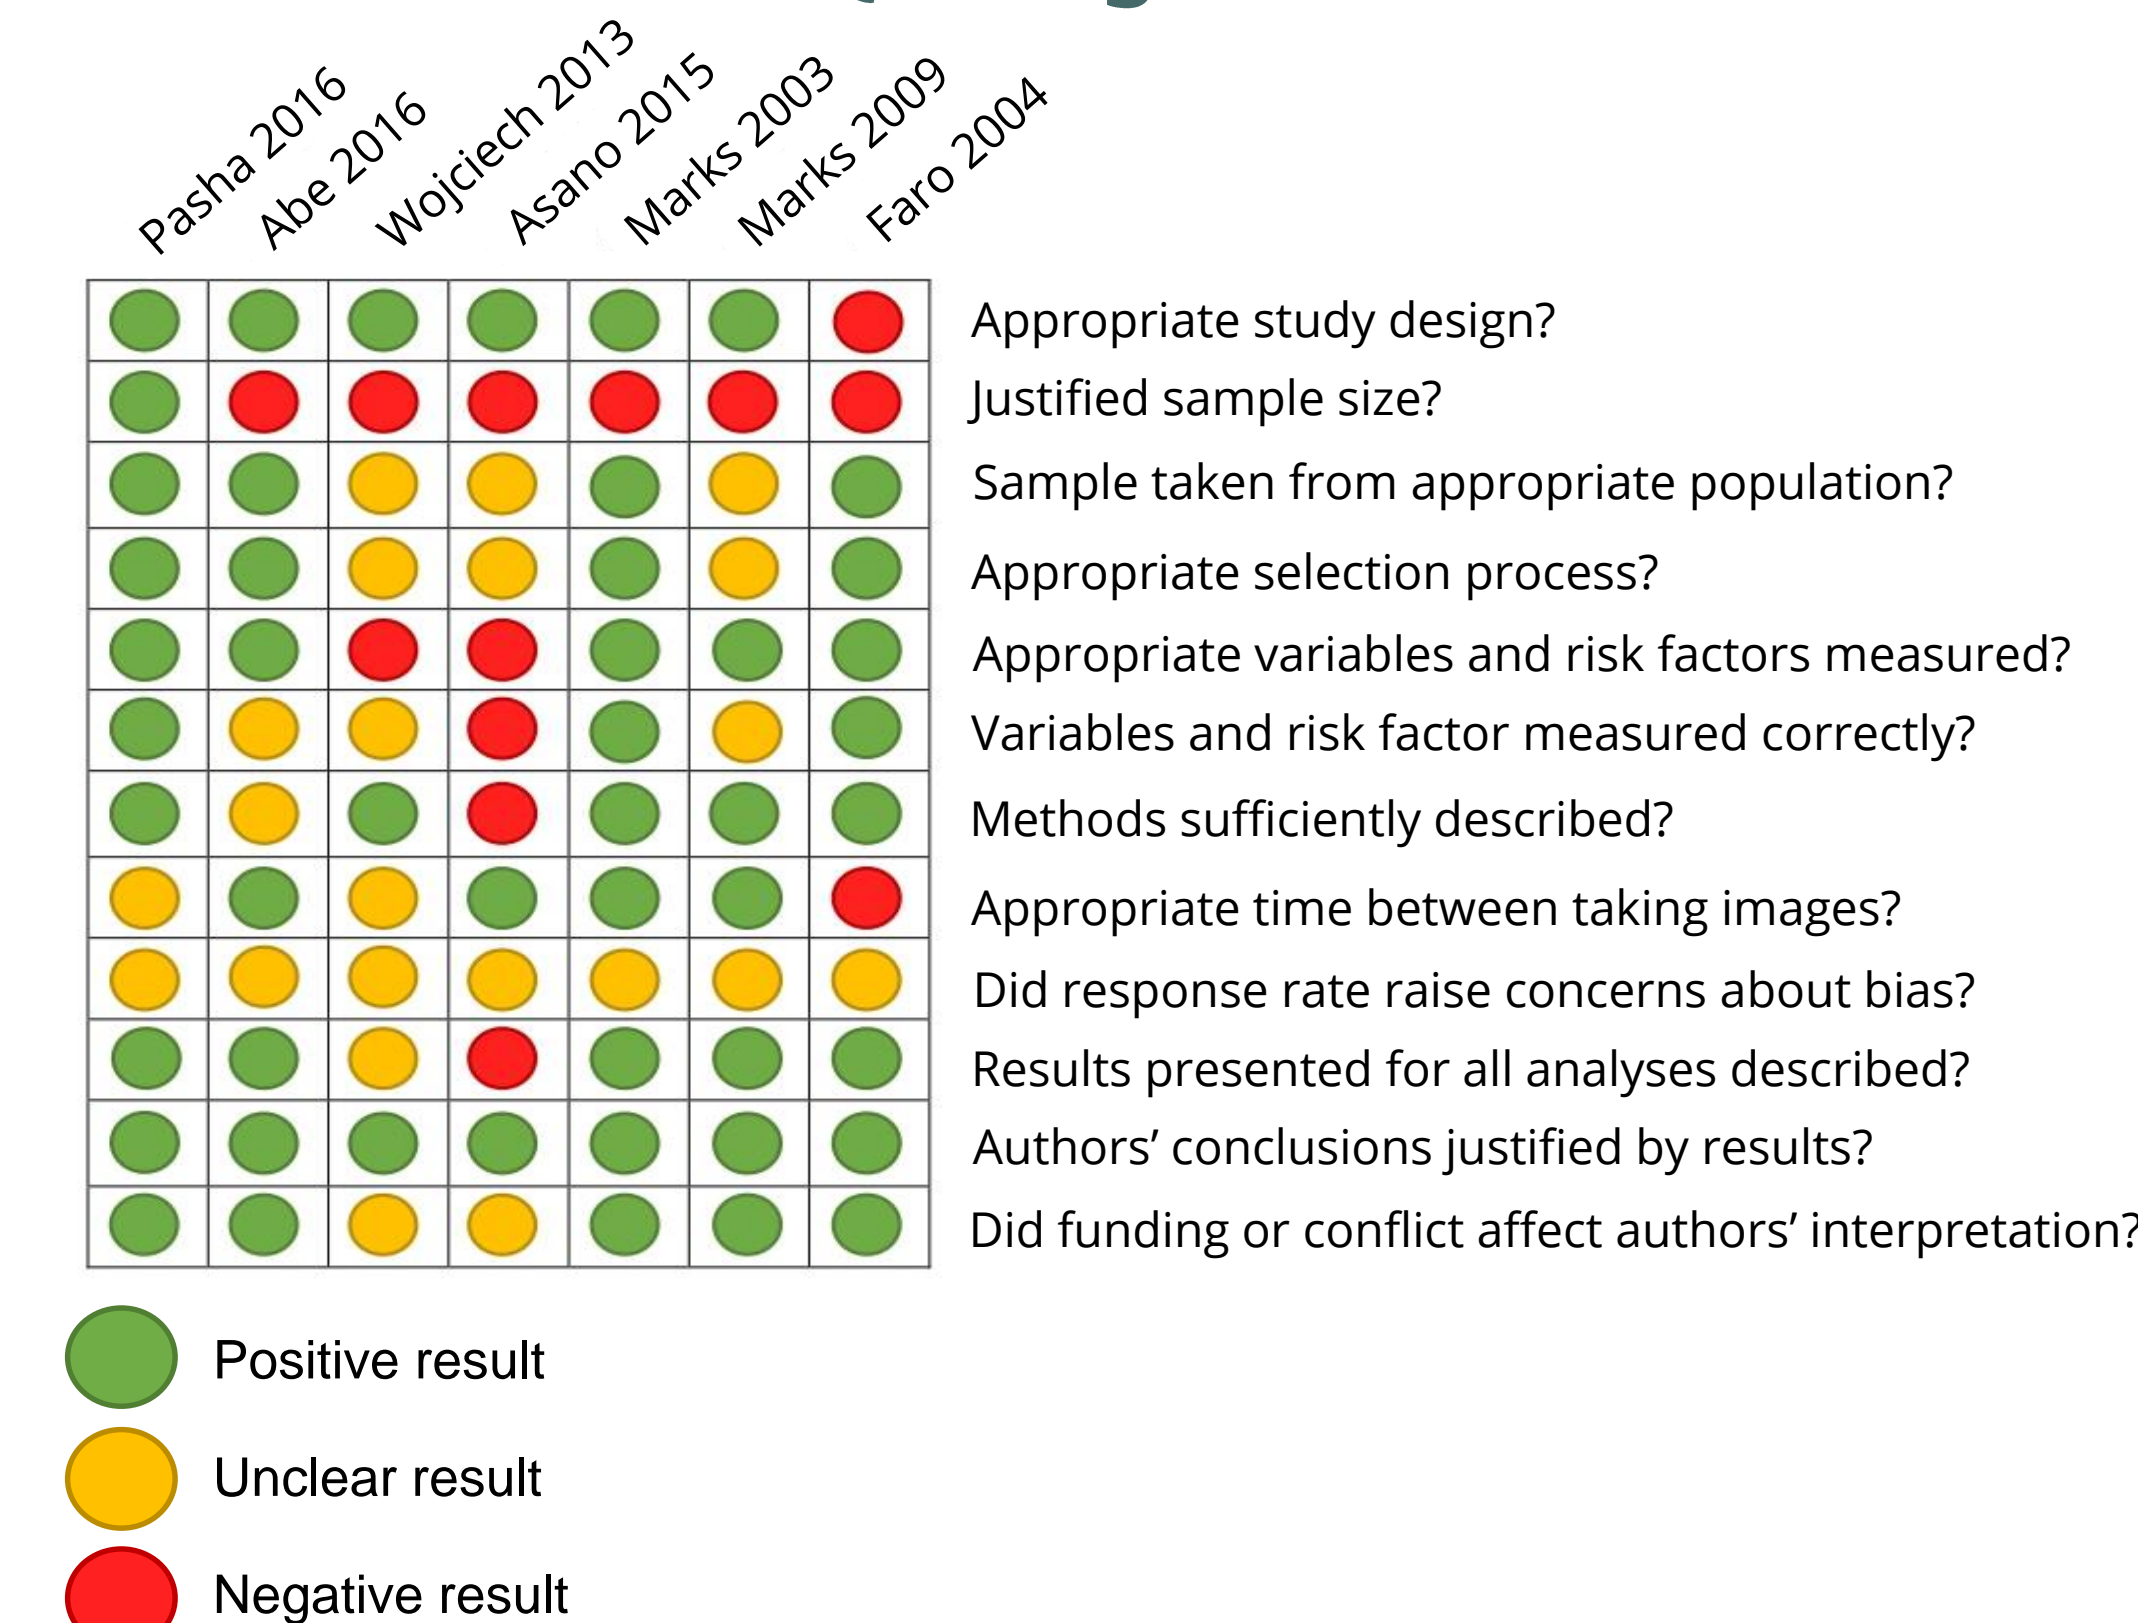 Pasha 2016
Abe 2016
Wojciech 2013
Asano 2015
Marks 2003
Marks 2009
Faro 2004
Appropriate study design?
Justified sample size?
Sample taken from appropriate population?
Appropriate selection process?
Appropriate variables and risk factors measured?
Variables and risk factor measured correctly?
Methods sufficiently described?
Appropriate time between taking images?
Did response rate raise concerns about bias?
Results presented for all analyses described?
Authors’ conclusions justified by results?
Did funding or conflict affect authors’ interpretation?
Positive result
Unclear result
Negative result